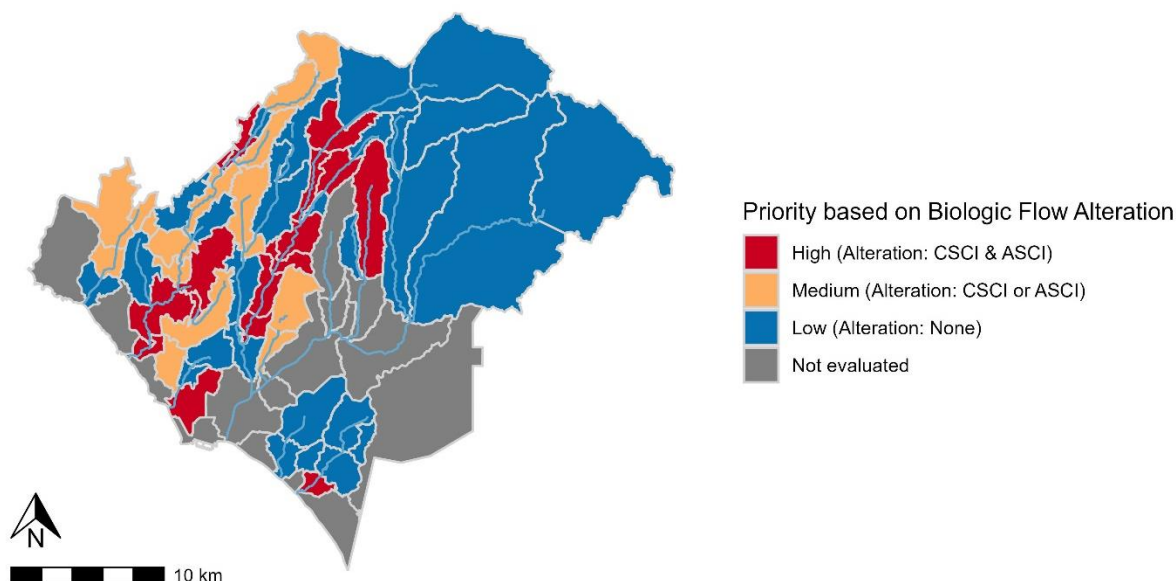 Priority based on Biologic Flow Alteration
High (Alteration: CSCI & ASCI)
Medium (Alteration: CSCI or ASCI)
Low (Alteration: None)
Not evaluated
N
10 km